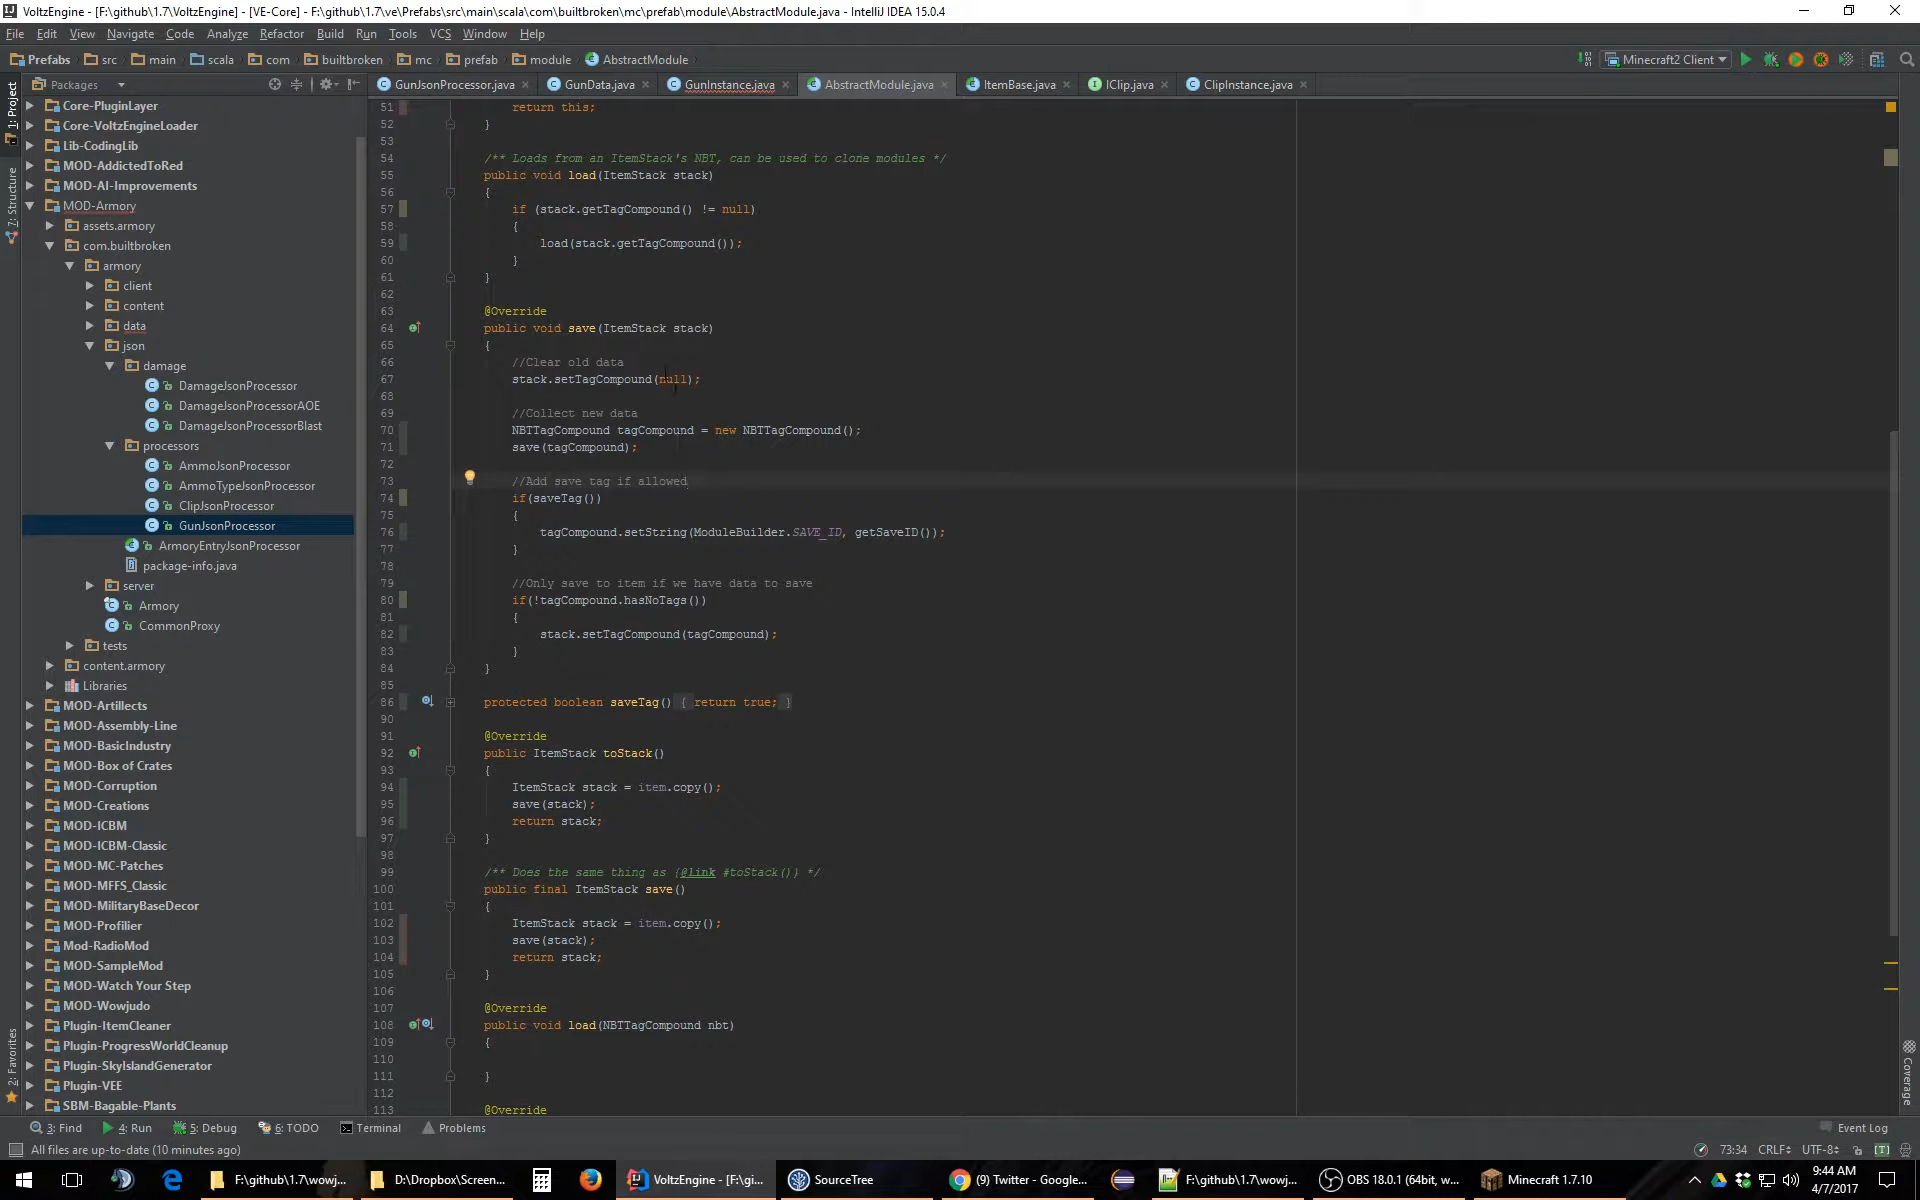 VoltzEngine - [F:\github\1.7\VoltzEngine] - [VE-Core] - F:\github\1.7\ve\Prefabs\src\main\scala\com\builtbroken\mc\prefab\module\AbstractModule.java - IntelliJ IDEA 15.0.4
File Edit View Navigate Code Analyze Refactor Build Run Tools VCS Window Help
Prefabs src main scala com builtbroken mc prefab module AbstractModule
Minecraft2 Client
Packages
GunJsonProcessor.java GunData.java GunInstance.java AbstractModule.java ItemBase.java IClip.java ClipInstance.java
1: Project
7: Structure
2: Favorites
Core-PluginLayer
Core-VoltzEngineLoader
Lib-CodingLib
MOD-AddictedToRed
MOD-AI-Improvements
MOD-Armory
assets.armory
com.builtbroken
armory
client
content
data
json
damage
DamageJsonProcessor
DamageJsonProcessorAOE
DamageJsonProcessorBlast
processors
AmmoJsonProcessor
AmmoTypeJsonProcessor
ClipJsonProcessor
GunJsonProcessor
ArmoryEntryJsonProcessor
package-info.java
server
Armory
CommonProxy
tests
content.armory
Libraries
MOD-Artillects
MOD-Assembly-Line
MOD-BasicIndustry
MOD-Box of Crates
MOD-Corruption
MOD-Creations
MOD-ICBM
MOD-ICBM-Classic
MOD-MC-Patches
MOD-MFFS_Classic
MOD-MilitaryBaseDecor
MOD-Profilier
Mod-RadioMod
MOD-SampleMod
MOD-Watch Your Step
MOD-Wowjudo
Plugin-ItemCleaner
Plugin-ProgressWorldCleanup
Plugin-SkyIslandGenerator
Plugin-VEE
SBM-Bagable-Plants
51 return this;
52 }
53
54 /** Loads from an ItemStack's NBT, can be used to clone modules */
55 public void load(ItemStack stack)
56 {
57 if (stack.getTagCompound() != null)
58 {
59 load(stack.getTagCompound());
60 }
61 }
62
63 @Override
64 public void save(ItemStack stack)
65 {
66 //Clear old data
67 stack.setTagCompound(null);
68
69 //Collect new data
70 NBTTagCompound tagCompound = new NBTTagCompound();
71 save(tagCompound);
72
73 //Add save tag if allowed
74 if(saveTag())
75 {
76 tagCompound.setString(ModuleBuilder.SAVE_ID, getSaveID());
77 }
78
79 //Only save to item if we have data to save
80 if(!tagCompound.hasNoTags())
81 {
82 stack.setTagCompound(tagCompound);
83 }
84 }
85
86 protected boolean saveTag() { return true; }
90
91 @Override
92 public ItemStack toStack()
93 {
94 ItemStack stack = item.copy();
95 save(stack);
96 return stack;
97 }
98
99 /** Does the same thing as {@link #toStack()} */
100 public final ItemStack save()
101 {
102 ItemStack stack = item.copy();
103 save(stack);
104 return stack;
105 }
106
107 @Override
108 public void load(NBTTagCompound nbt)
109 {
110
111 }
112
113 @Override
Coverage
3: Find 4: Run 5: Debug 6: TODO Terminal Problems Event Log
All files are up-to-date (10 minutes ago) 73:34 CRLF UTF-8
F:\github\1.7\wowj... D:\Dropbox\Screen... VoltzEngine - [F:\gi... SourceTree (9) Twitter - Google... F:\github\1.7\wowj... OBS 18.0.1 (64bit, w... Minecraft 1.7.10
9:44 AM
4/7/2017